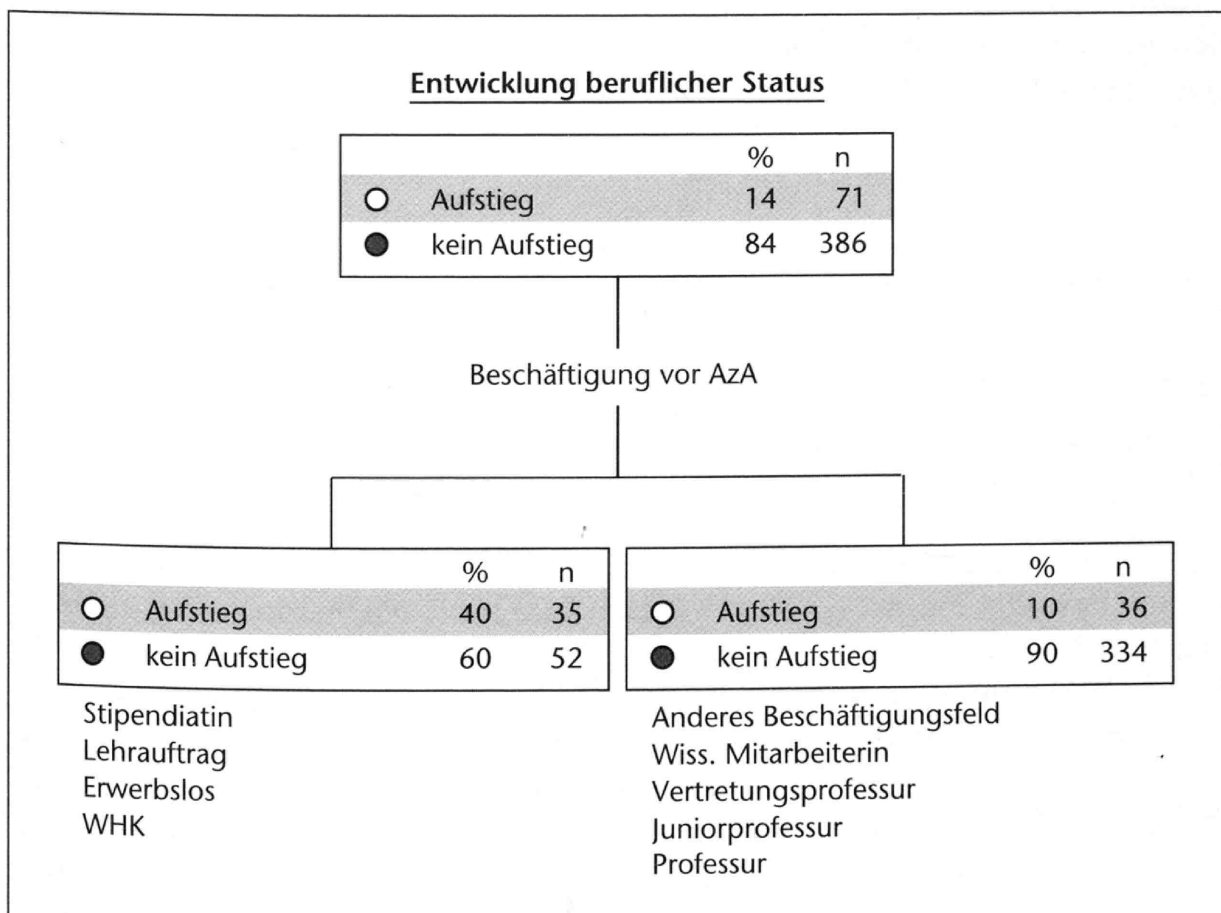 Entwicklung beruflicher Status
% n
Aufstieg 14 71
kein Aufstieg 84 386
Beschäftigung vor AzA
% n
Aufstieg 40 35
kein Aufstieg 60 52
Stipendiatin
Lehrauftrag
Erwerbslos
WHK
% n
Aufstieg 10 36
kein Aufstieg 90 334
Anderes Beschäftigungsfeld
Wiss. Mitarbeiterin
Vertretungsprofessur
Juniorprofessur
Professur